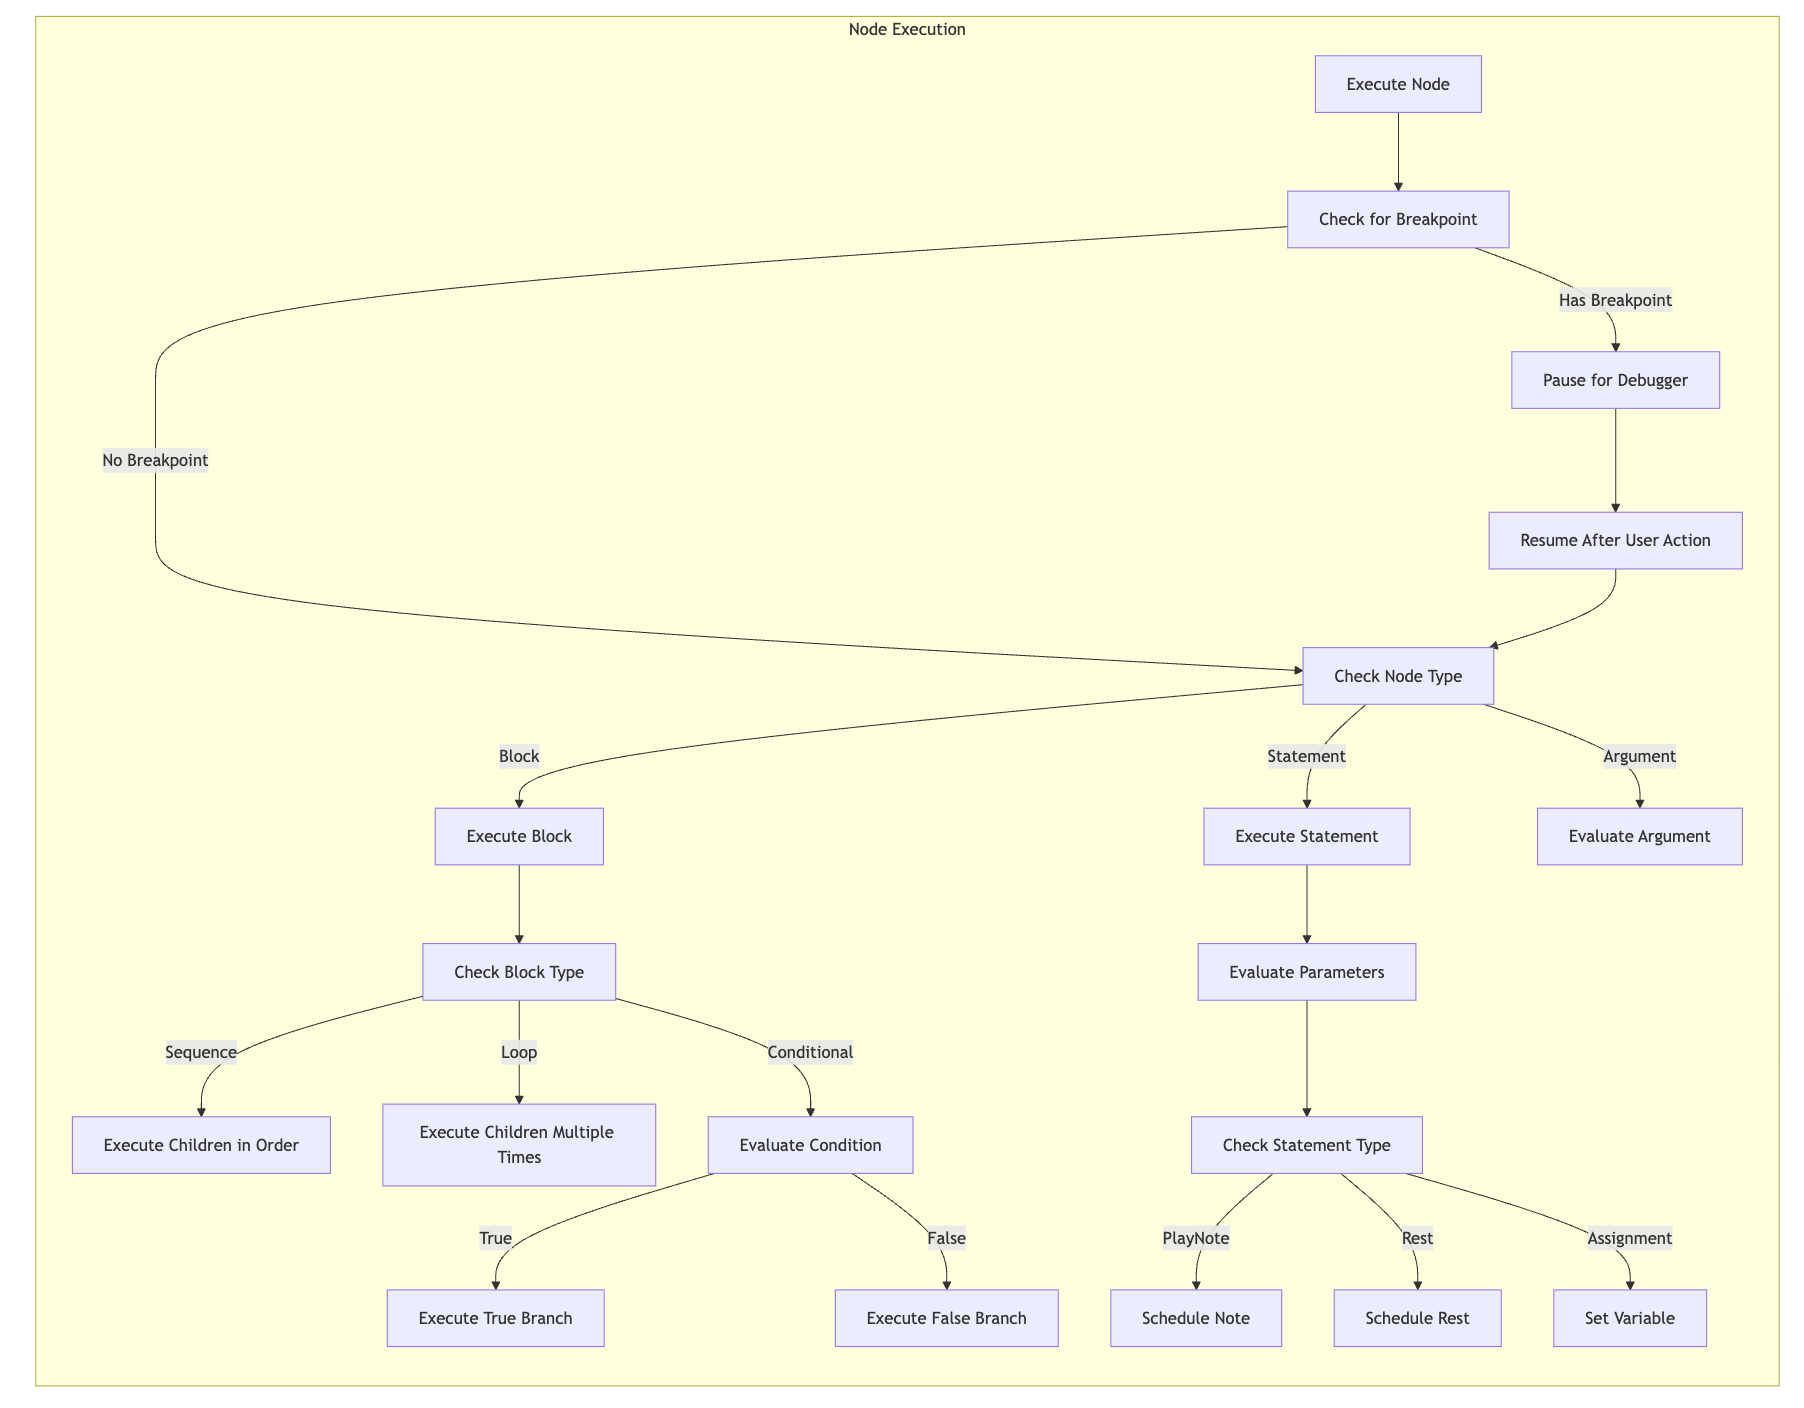 Node Execution
Execute Node
Check for Breakpoint
Has Breakpoint
Pause for Debugger
No Breakpoint
Resume After User Action
Check Node Type
Block
Statement
Argument
Execute Block
Execute Statement
Evaluate Argument
Check Block Type
Evaluate Parameters
Sequence
Loop
Conditional
Execute Children in Order
Execute Children Multiple
Times
Evaluate Condition
Check Statement Type
True
False
PlayNote
Rest
Assignment
Execute True Branch
Execute False Branch
Schedule Note
Schedule Rest
Set Variable